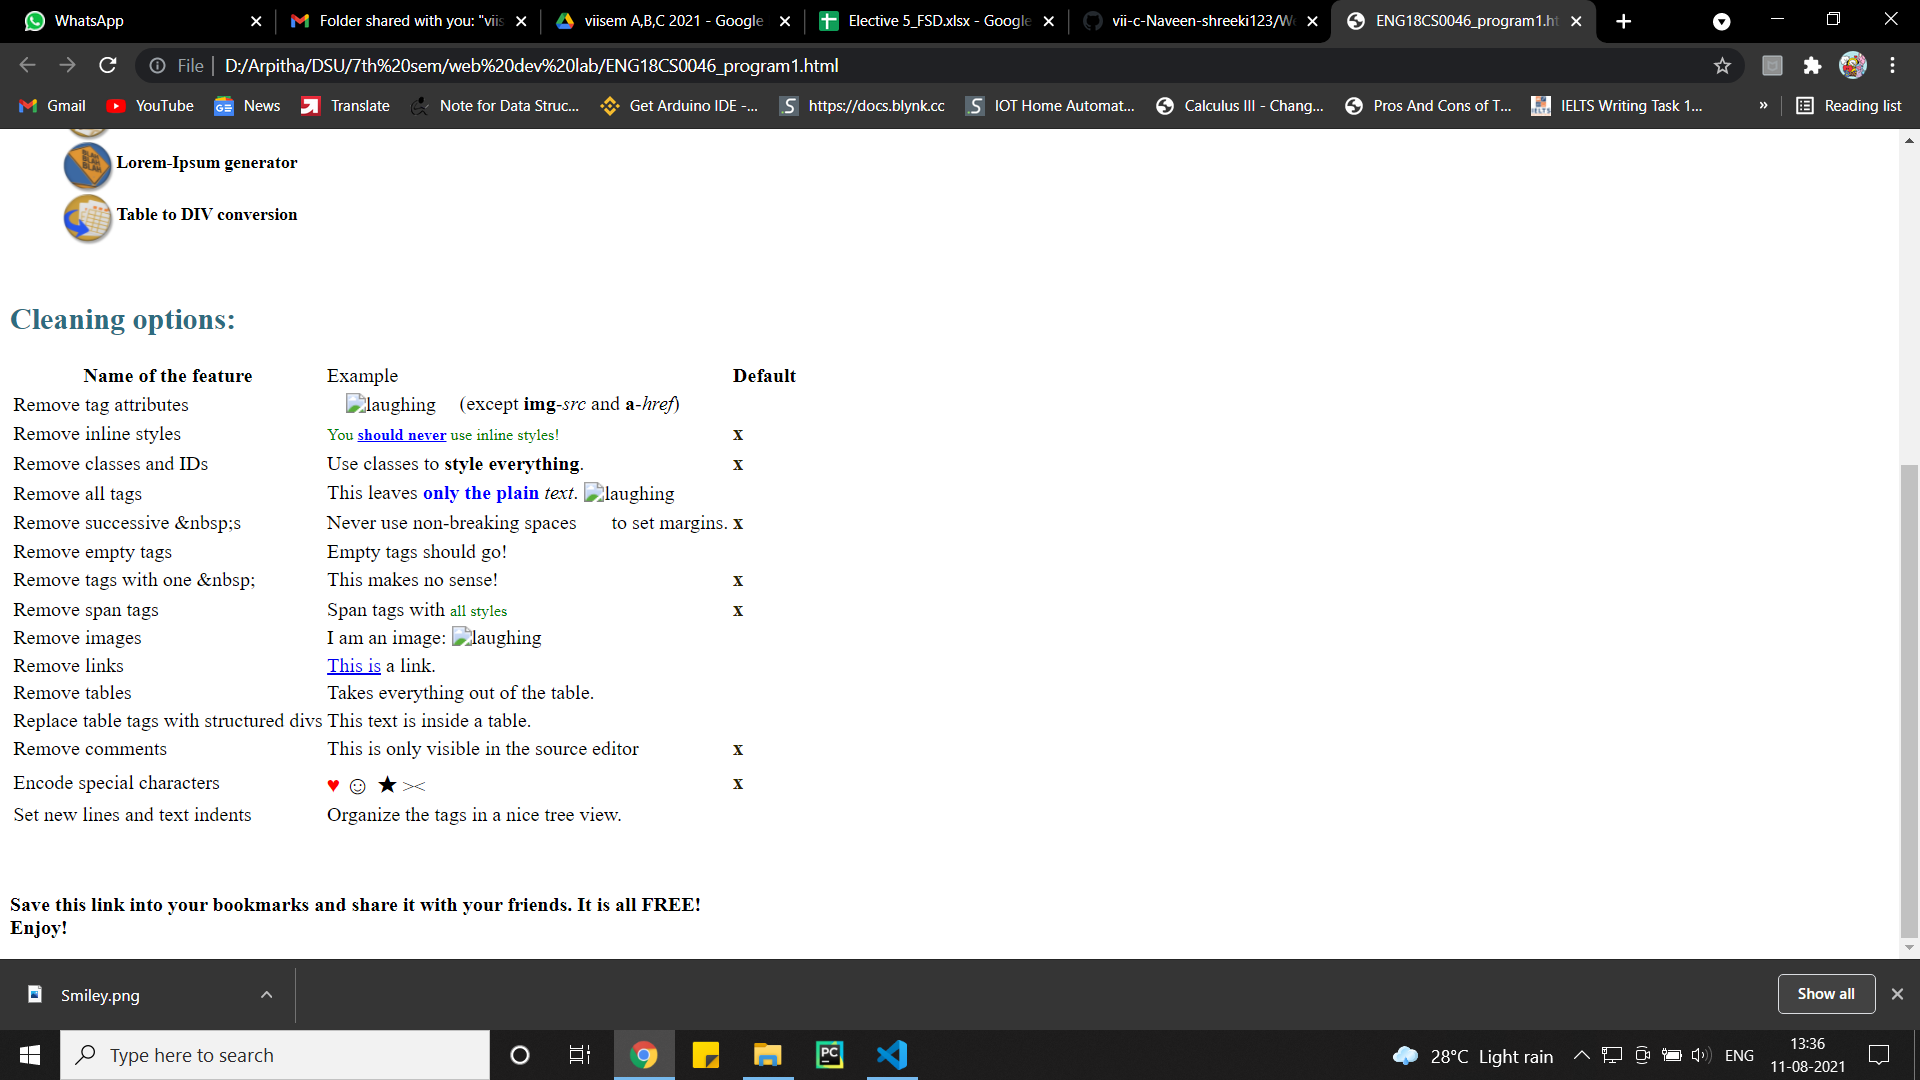 WhatsApp
Folder shared with you: "viis
viisem A,B,C 2021 - Google
Elective 5_FSD.xlsx - Google
vii-c-Naveen-shreeki123/We
ENG18CS0046_program1.ht
File | D:/Arpitha/DSU/7th%20sem/web%20dev%20lab/ENG18CS0046_program1.html
Gmail YouTube News Translate Note for Data Struc... Get Arduino IDE -... https://docs.blynk.cc IOT Home Automat... Calculus III - Chang... Pros And Cons of T... IELTS Writing Task 1... » Reading list
Lorem-Ipsum generator
Table to DIV conversion
Cleaning options:
Name of the feature Example Default
Remove tag attributes laughing (except img-src and a-href)
Remove inline styles You should never use inline styles! x
Remove classes and IDs Use classes to style everything. x
Remove all tags This leaves only the plain text. laughing
Remove successive &nbsp;s Never use non-breaking spaces to set margins. x
Remove empty tags Empty tags should go!
Remove tags with one &nbsp; This makes no sense! x
Remove span tags Span tags with all styles x
Remove images I am an image: laughing
Remove links This is a link.
Remove tables Takes everything out of the table.
Replace table tags with structured divs This text is inside a table.
Remove comments This is only visible in the source editor x
Encode special characters ♥ ☺ ★ >< x
Set new lines and text indents Organize the tags in a nice tree view.
Save this link into your bookmarks and share it with your friends. It is all FREE!
Enjoy!
Smiley.png
Show all
Type here to search
28°C Light rain
ENG
13:36
11-08-2021